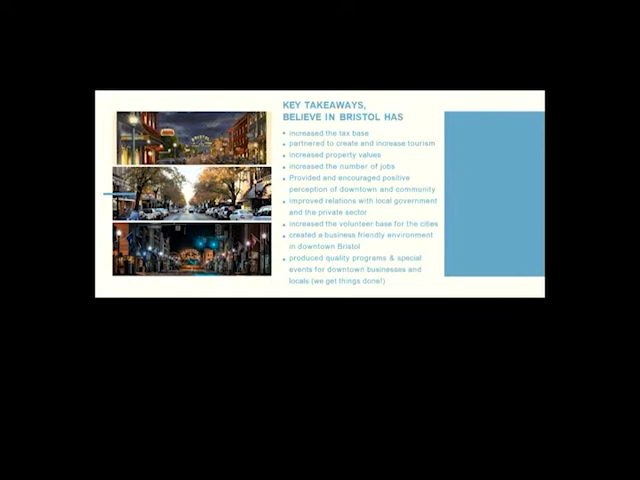 KEY TAKEAWAYS,
BELIEVE IN BRISTOL HAS
• increased the tax base
• partnered to create and increase tourism
• increased property values
• increased the number of jobs
• Provided and encouraged positive
perception of downtown and community
• improved relations with local government
and the private sector
• increased the volunteer base for the cities
• created a business friendly environment
in downtown Bristol
• produced quality programs & special
events for downtown businesses and
locals (we get things done!)